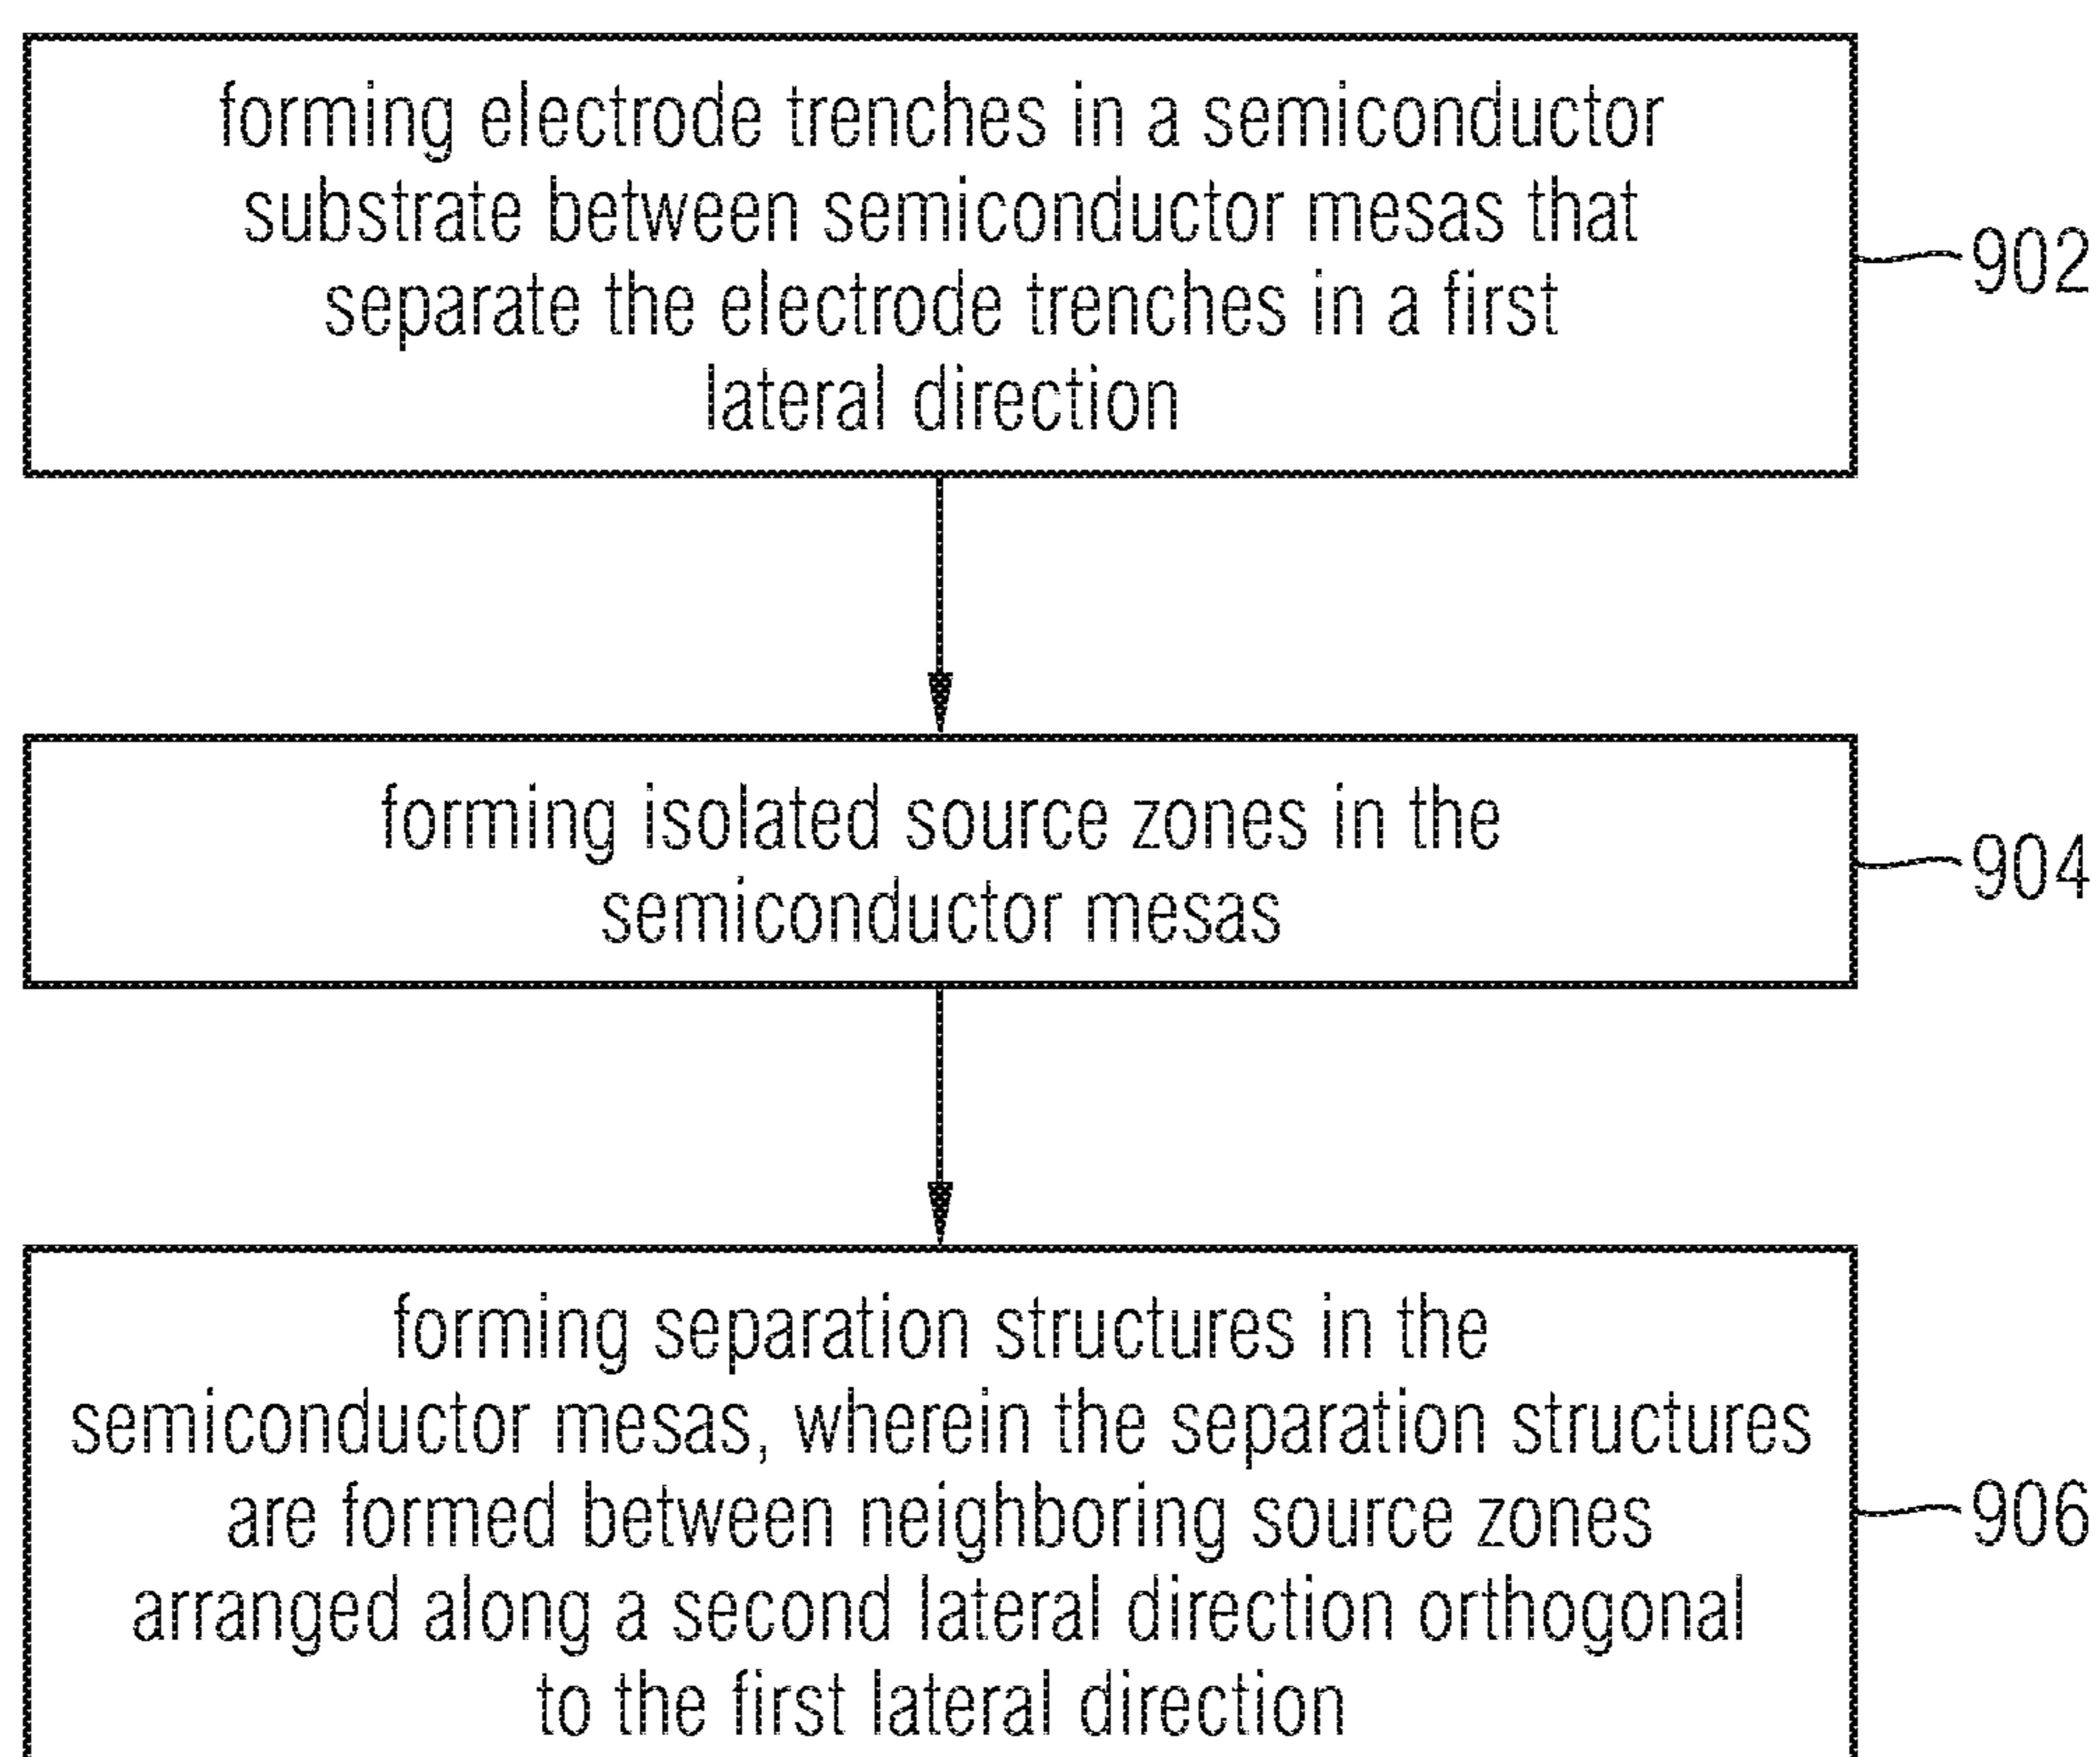 forming electrode trenches in a semiconductor
substrate between semiconductor mesas that
separate the electrode trenches in a first
lateral direction
902
forming isolated source zones in the
semiconductor mesas
904
forming separation structures in the
semiconductor mesas, wherein the separation structures
are formed between neighboring source zones
arranged along a second lateral direction orthogonal
to the first lateral direction
906